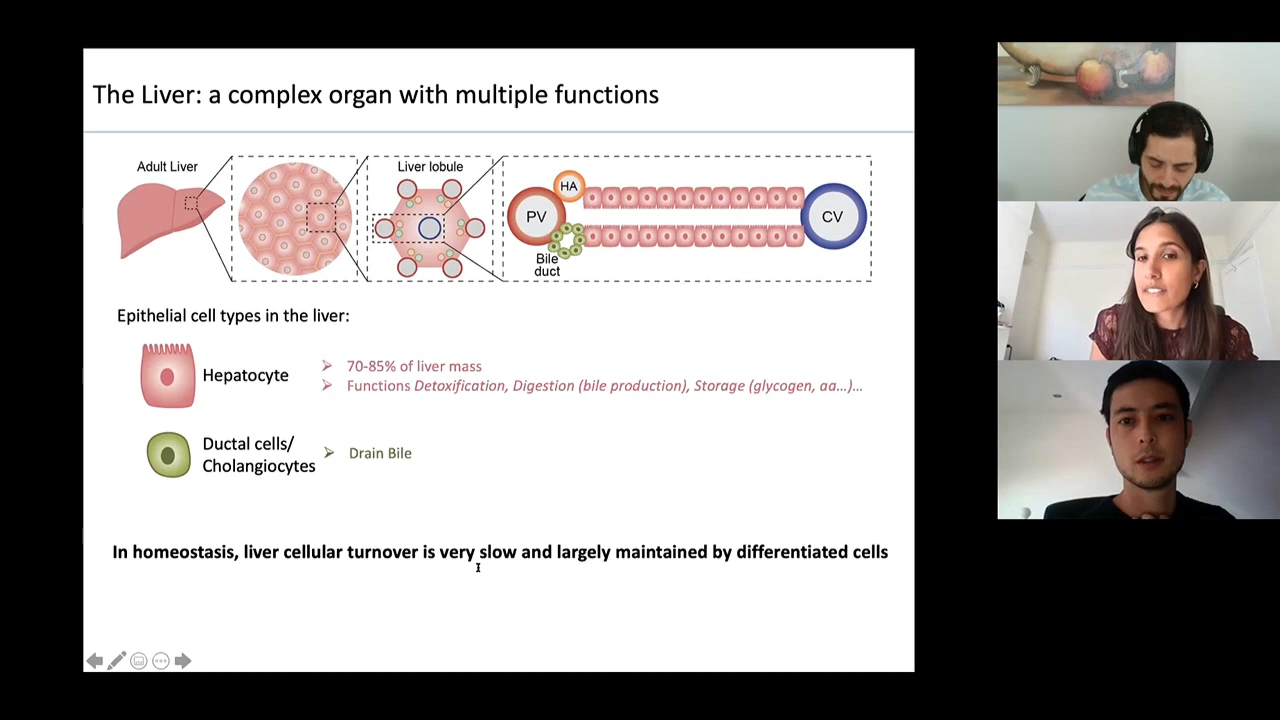 The Liver: a complex organ with multiple functions
Adult Liver
Liver lobule
HA
PV
CV
Bile
duct
Epithelial cell types in the liver:
Hepatocyte
➢ 70-85% of liver mass
➢ Functions Detoxification, Digestion (bile production), Storage (glycogen, aa...)...
Ductal cells/
Cholangiocytes
➢ Drain Bile
In homeostasis, liver cellular turnover is very slow and largely maintained by differentiated cells